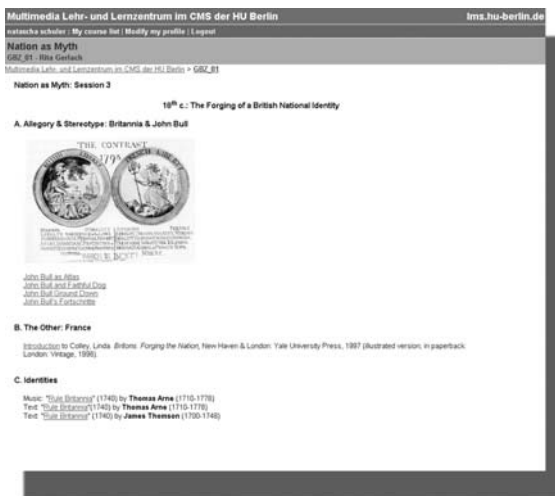 Multimedia Lehr- und Lernzentrum im CMS der HU Berlin lms.hu-berlin.de
natascha schuler | My course list | Modify my profile | Logout
Nation as Myth
GBZ_01 - Rita Gerlach
Multimedia Lehr- und Lernzentrum im CMS der HU Berlin > GBZ_01
Nation as Myth: Session 3
18th c.: The Forging of a British National Identity
A. Allegory & Stereotype: Britannia & John Bull
THE CONTRAST
John Bull as Atlas
John Bull and Faithful Dog
John Bull Ground Down
John Bull's Fortschritte
B. The Other: France
Introduction to Colley, Linda. Britons. Forging the Nation, New Haven & London: Yale University Press, 1997 (illustrated version; in paperback:
London: Vintage, 1996).
C. Identities
Music: "Rule Britannia" (1740) by Thomas Arne (1710-1778)
Text: "Rule Britannia"(1740) by Thomas Arne (1710-1778)
Text: "Rule Britannia" (1740) by James Thomson (1700-1748)